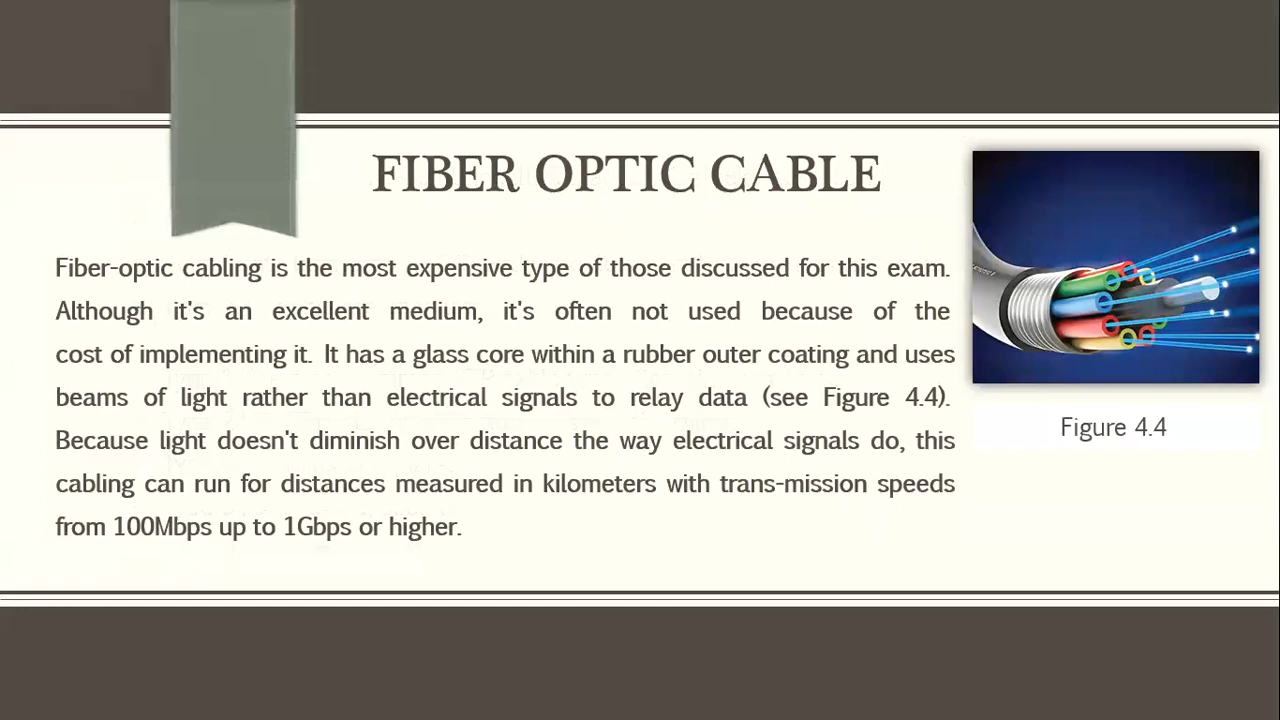 FIBER OPTIC CABLE
Fiber-optic cabling is the most expensive type of those discussed for this exam.
Although it's an excellent medium, it's often not used because of the
cost of implementing it. It has a glass core within a rubber outer coating and uses
beams of light rather than electrical signals to relay data (see Figure 4.4).
Because light doesn't diminish over distance the way electrical signals do, this
cabling can run for distances measured in kilometers with trans-mission speeds
from 100Mbps up to 1Gbps or higher.
Figure 4.4